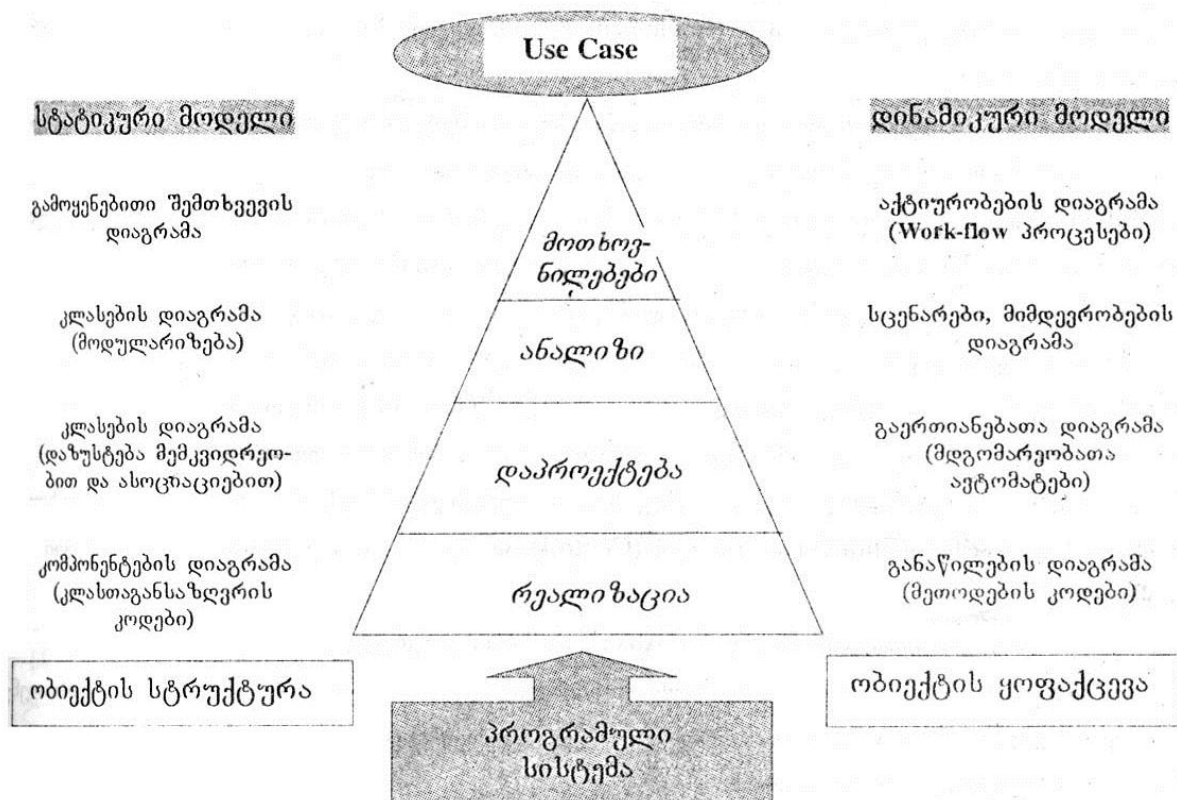 Use Case
სტატიკური მოდელი
დინამიკური მოდელი
გამოყენებითი შემთხვევის
დიაგრამა
აქტიურობების დიაგრამა
(Work-flow პროცესები)
მოთხოვ-
ნილებები
კლასების დიაგრამა
(მოდულარიზება)
ანალიზი
სცენარები, მიმდევრობების
დიაგრამა
კლასების დიაგრამა
(დაზუსტება მემკვიდრეო-
ბით და ასოციაციებით)
დაპროექტება
გაერთიანებათა დიაგრამა
(მდგომარეობათა
ავტომატები)
კომპონენტების დიაგრამა
(კლასთაგანსაზღვრის
კოდები)
რეალიზაცია
განაწილების დიაგრამა
(მეთოდების კოდები)
ობიექტის სტრუქტურა
ობიექტის ყოფაქცევა
პროგრამული
სისტემა